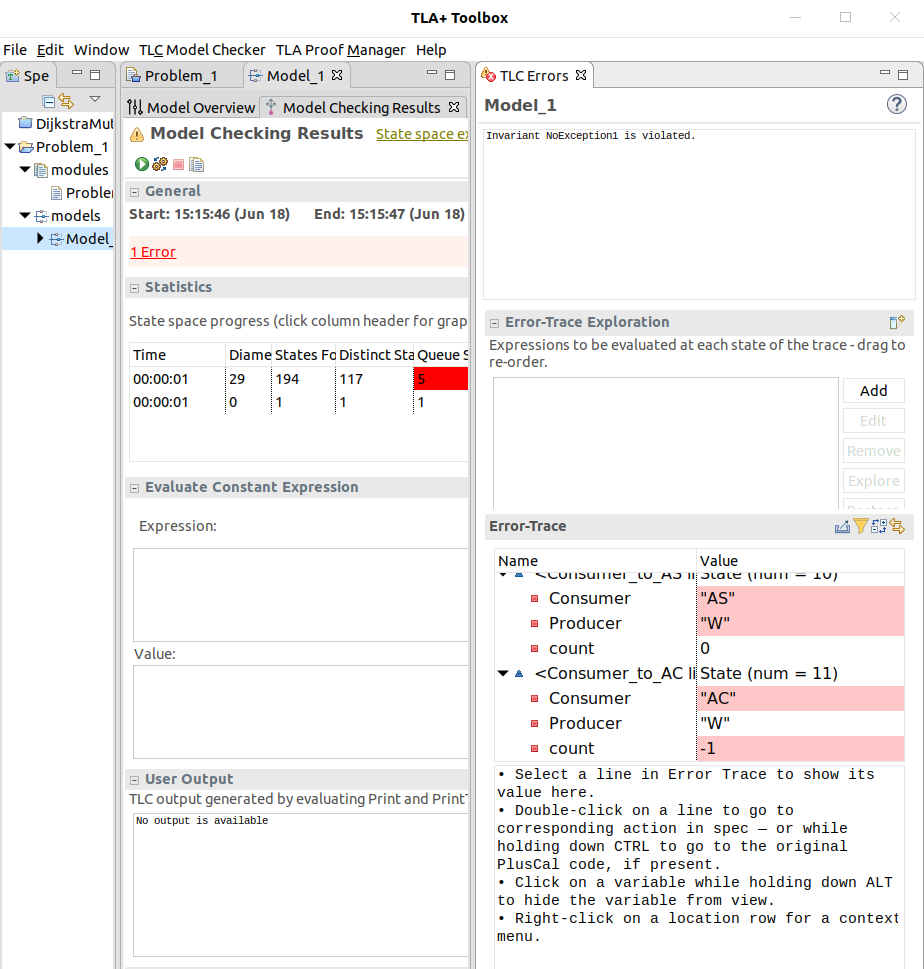 TLA+ Toolbox
File Edit Window TLC Model Checker TLA Proof Manager Help
Spe
DijkstraMut
Problem_1
modules
Proble
models
Model_
Problem_1
Model_1
Model Overview
Model Checking Results
Model Checking Results
State space ex
General
Start: 15:15:46 (Jun 18) End: 15:15:47 (Jun 18)
1 Error
Statistics
State space progress (click column header for grap
Time Diame States Fo Distinct Sta Queue S
00:00:01 29 194 117 5
00:00:01 0 1 1 1
Evaluate Constant Expression
Expression:
Value:
User Output
TLC output generated by evaluating Print and PrintT
No output is available
TLC Errors
Model_1
Invariant NoException1 is violated.
Error-Trace Exploration
Expressions to be evaluated at each state of the trace - drag to
re-order.
Add
Edit
Remove
Explore
Restore
Error-Trace
Name Value
<Consumer_to_AS li State (num = 10)
Consumer "AS"
Producer "W"
count 0
<Consumer_to_AC li State (num = 11)
Consumer "AC"
Producer "W"
count -1
• Select a line in Error Trace to show its
value here.
• Double-click on a line to go to
corresponding action in spec — or while
holding down CTRL to go to the original
PlusCal code, if present.
• Click on a variable while holding down ALT
to hide the variable from view.
• Right-click on a location row for a context
menu.